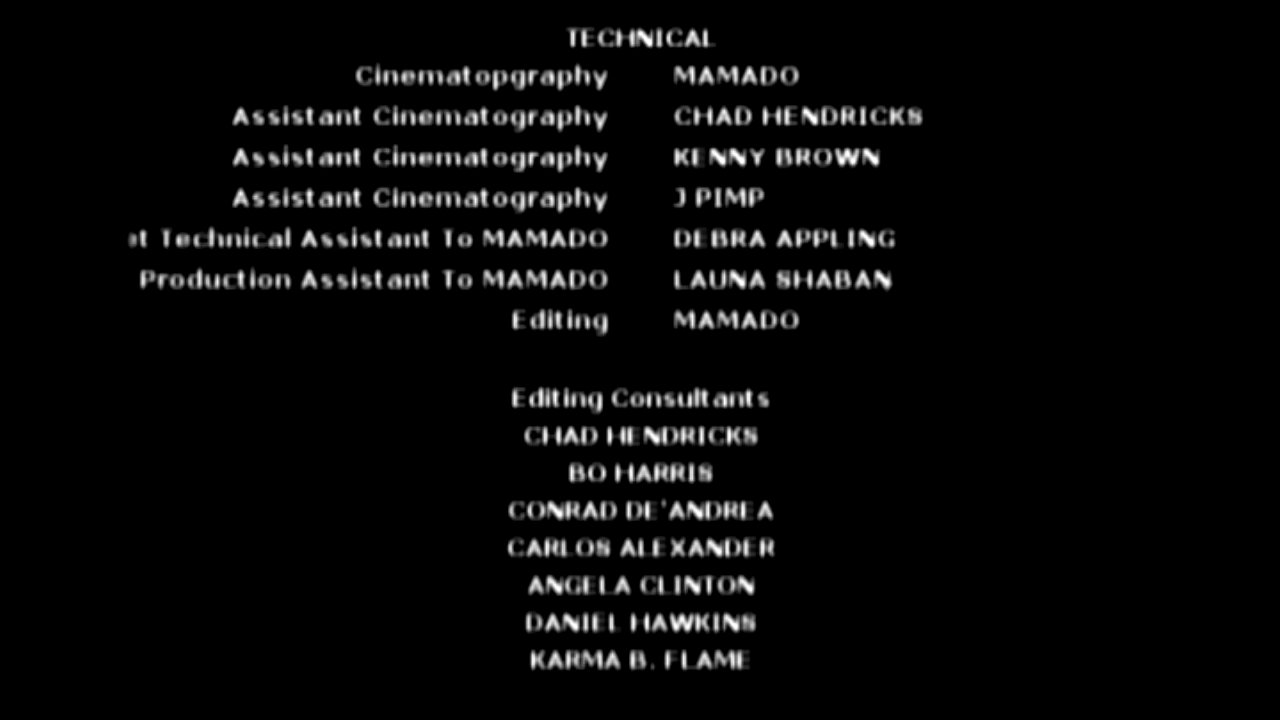 TECHNICAL
Cinematopgraphy MAMADO
Assistant Cinematography CHAD HENDRICKS
Assistant Cinematography KENNY BROWN
Assistant Cinematography J PIMP
Technical Assistant To MAMADO DEBRA APPLING
Production Assistant To MAMADO LAUNA SHABAN
Editing MAMADO
Editing Consultants
CHAD HENDRICKS
BO HARRIS
CONRAD DE'ANDREA
CARLOS ALEXANDER
ANGELA CLINTON
DANIEL HAWKINS
KARMA B. FLAME